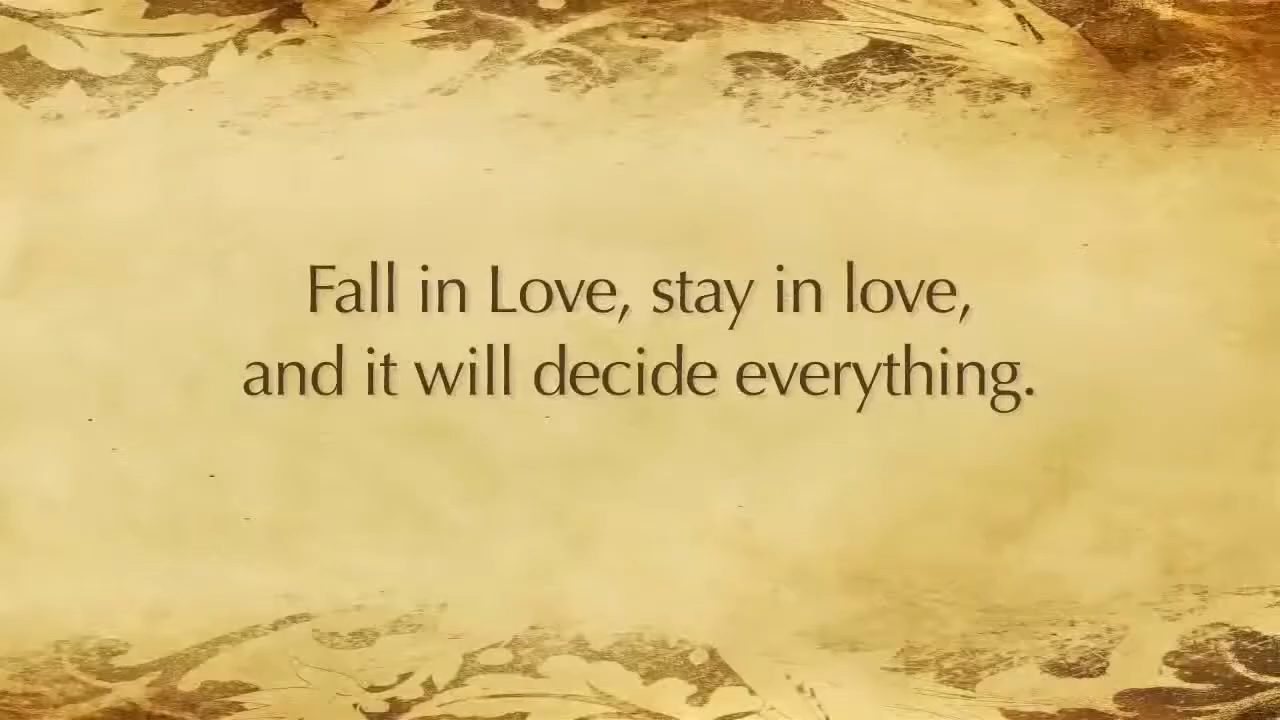 Fall in Love, stay in love,
and it will decide everything.